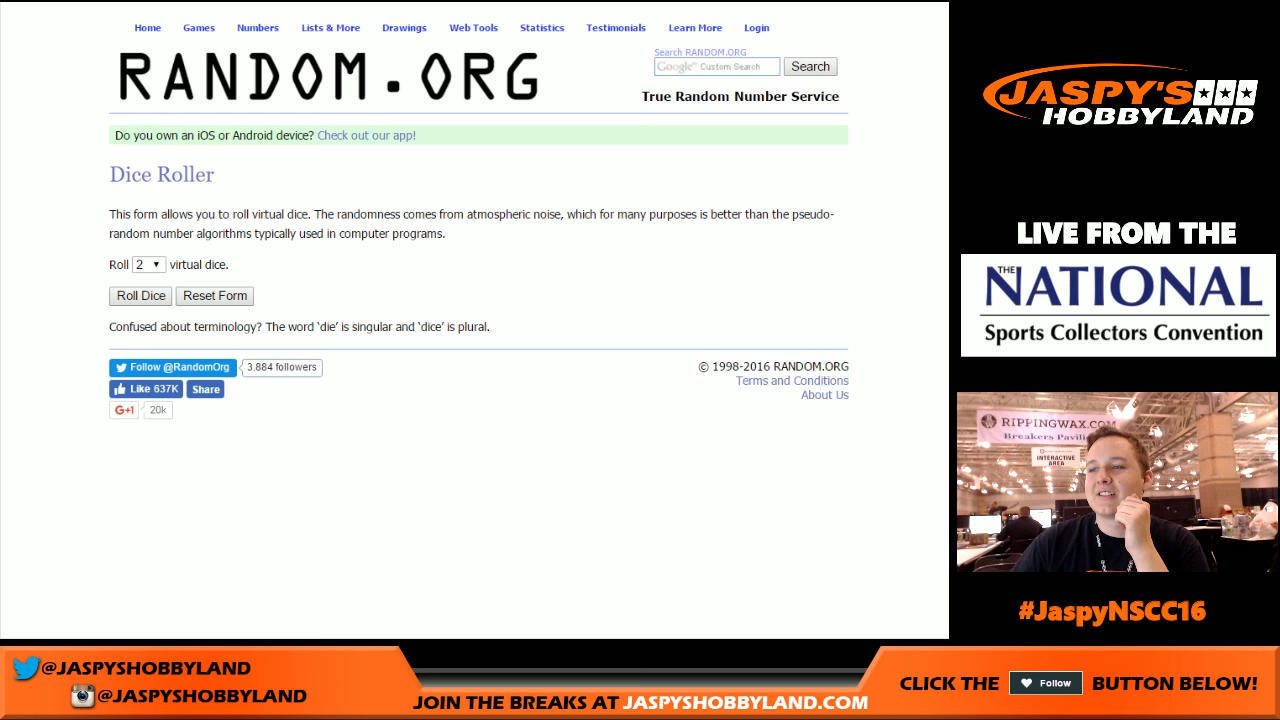 Home Games Numbers Lists & More Drawings Web Tools Statistics Testimonials Learn More Login
RANDOM.ORG
Search RANDOM.ORG
Google Custom Search Search
True Random Number Service
Do you own an iOS or Android device? Check out our app!
Dice Roller
This form allows you to roll virtual dice. The randomness comes from atmospheric noise, which for many purposes is better than the pseudo-
random number algorithms typically used in computer programs.
Roll 2 virtual dice.
Roll Dice Reset Form
Confused about terminology? The word ‘die’ is singular and ‘dice’ is plural.
Follow @RandomOrg 3,884 followers
Like 637K Share
G+1 20k
© 1998-2016 RANDOM.ORG
Terms and Conditions
About Us
JASPY'S
HOBBYLAND
LIVE FROM THE
THE
NATIONAL
Sports Collectors Convention
RIPPINGWAX.COM
Breakers Pavilion
INTERACTIVE
AREA
#JaspyNSCC16
@JASPYSHOBBYLAND
@JASPYSHOBBYLAND
JOIN THE BREAKS AT JASPYSHOBBYLAND.COM
CLICK THE Follow BUTTON BELOW!